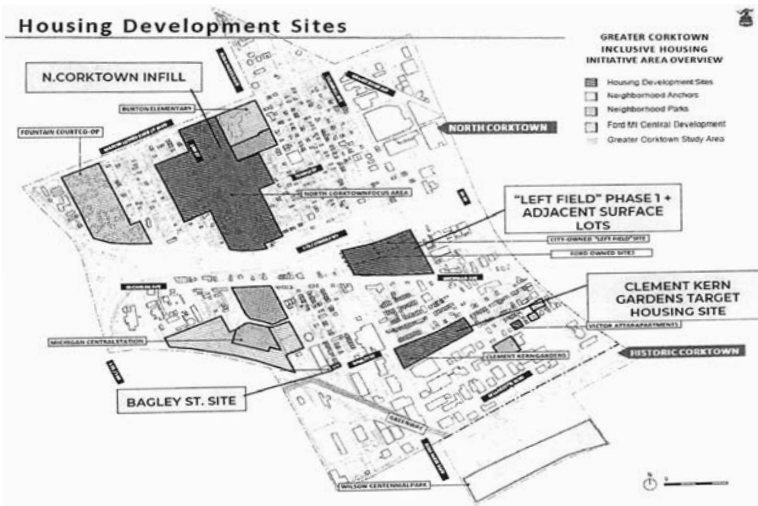 Housing Development Sites
GREATER CORKTOWN
INCLUSIVE HOUSING
INITIATIVE AREA OVERVIEW
Housing Development Sites
Neighborhood Anchors
Neighborhood Parks
Ford MI Central Development
Greater Corktown Study Area
N.CORKTOWN INFILL
BURTON ELEMENTARY
FOUNTAIN COURT CO-OP
NORTH CORKTOWN
NORTH CORKTOWN FOCUS AREA
"LEFT FIELD" PHASE 1 +
ADJACENT SURFACE
LOTS
CITY-OWNED "LEFT FIELD" SITE
FORD OWNED SITES
CLEMENT KERN
GARDENS TARGET
HOUSING SITE
VICTOR ATTAR APARTMENTS
MICHIGAN CENTRAL STATION
CLEMENT KERN GARDENS
HISTORIC CORKTOWN
BAGLEY ST. SITE
GREENWAY
WILSON CENTENNIAL PARK
N